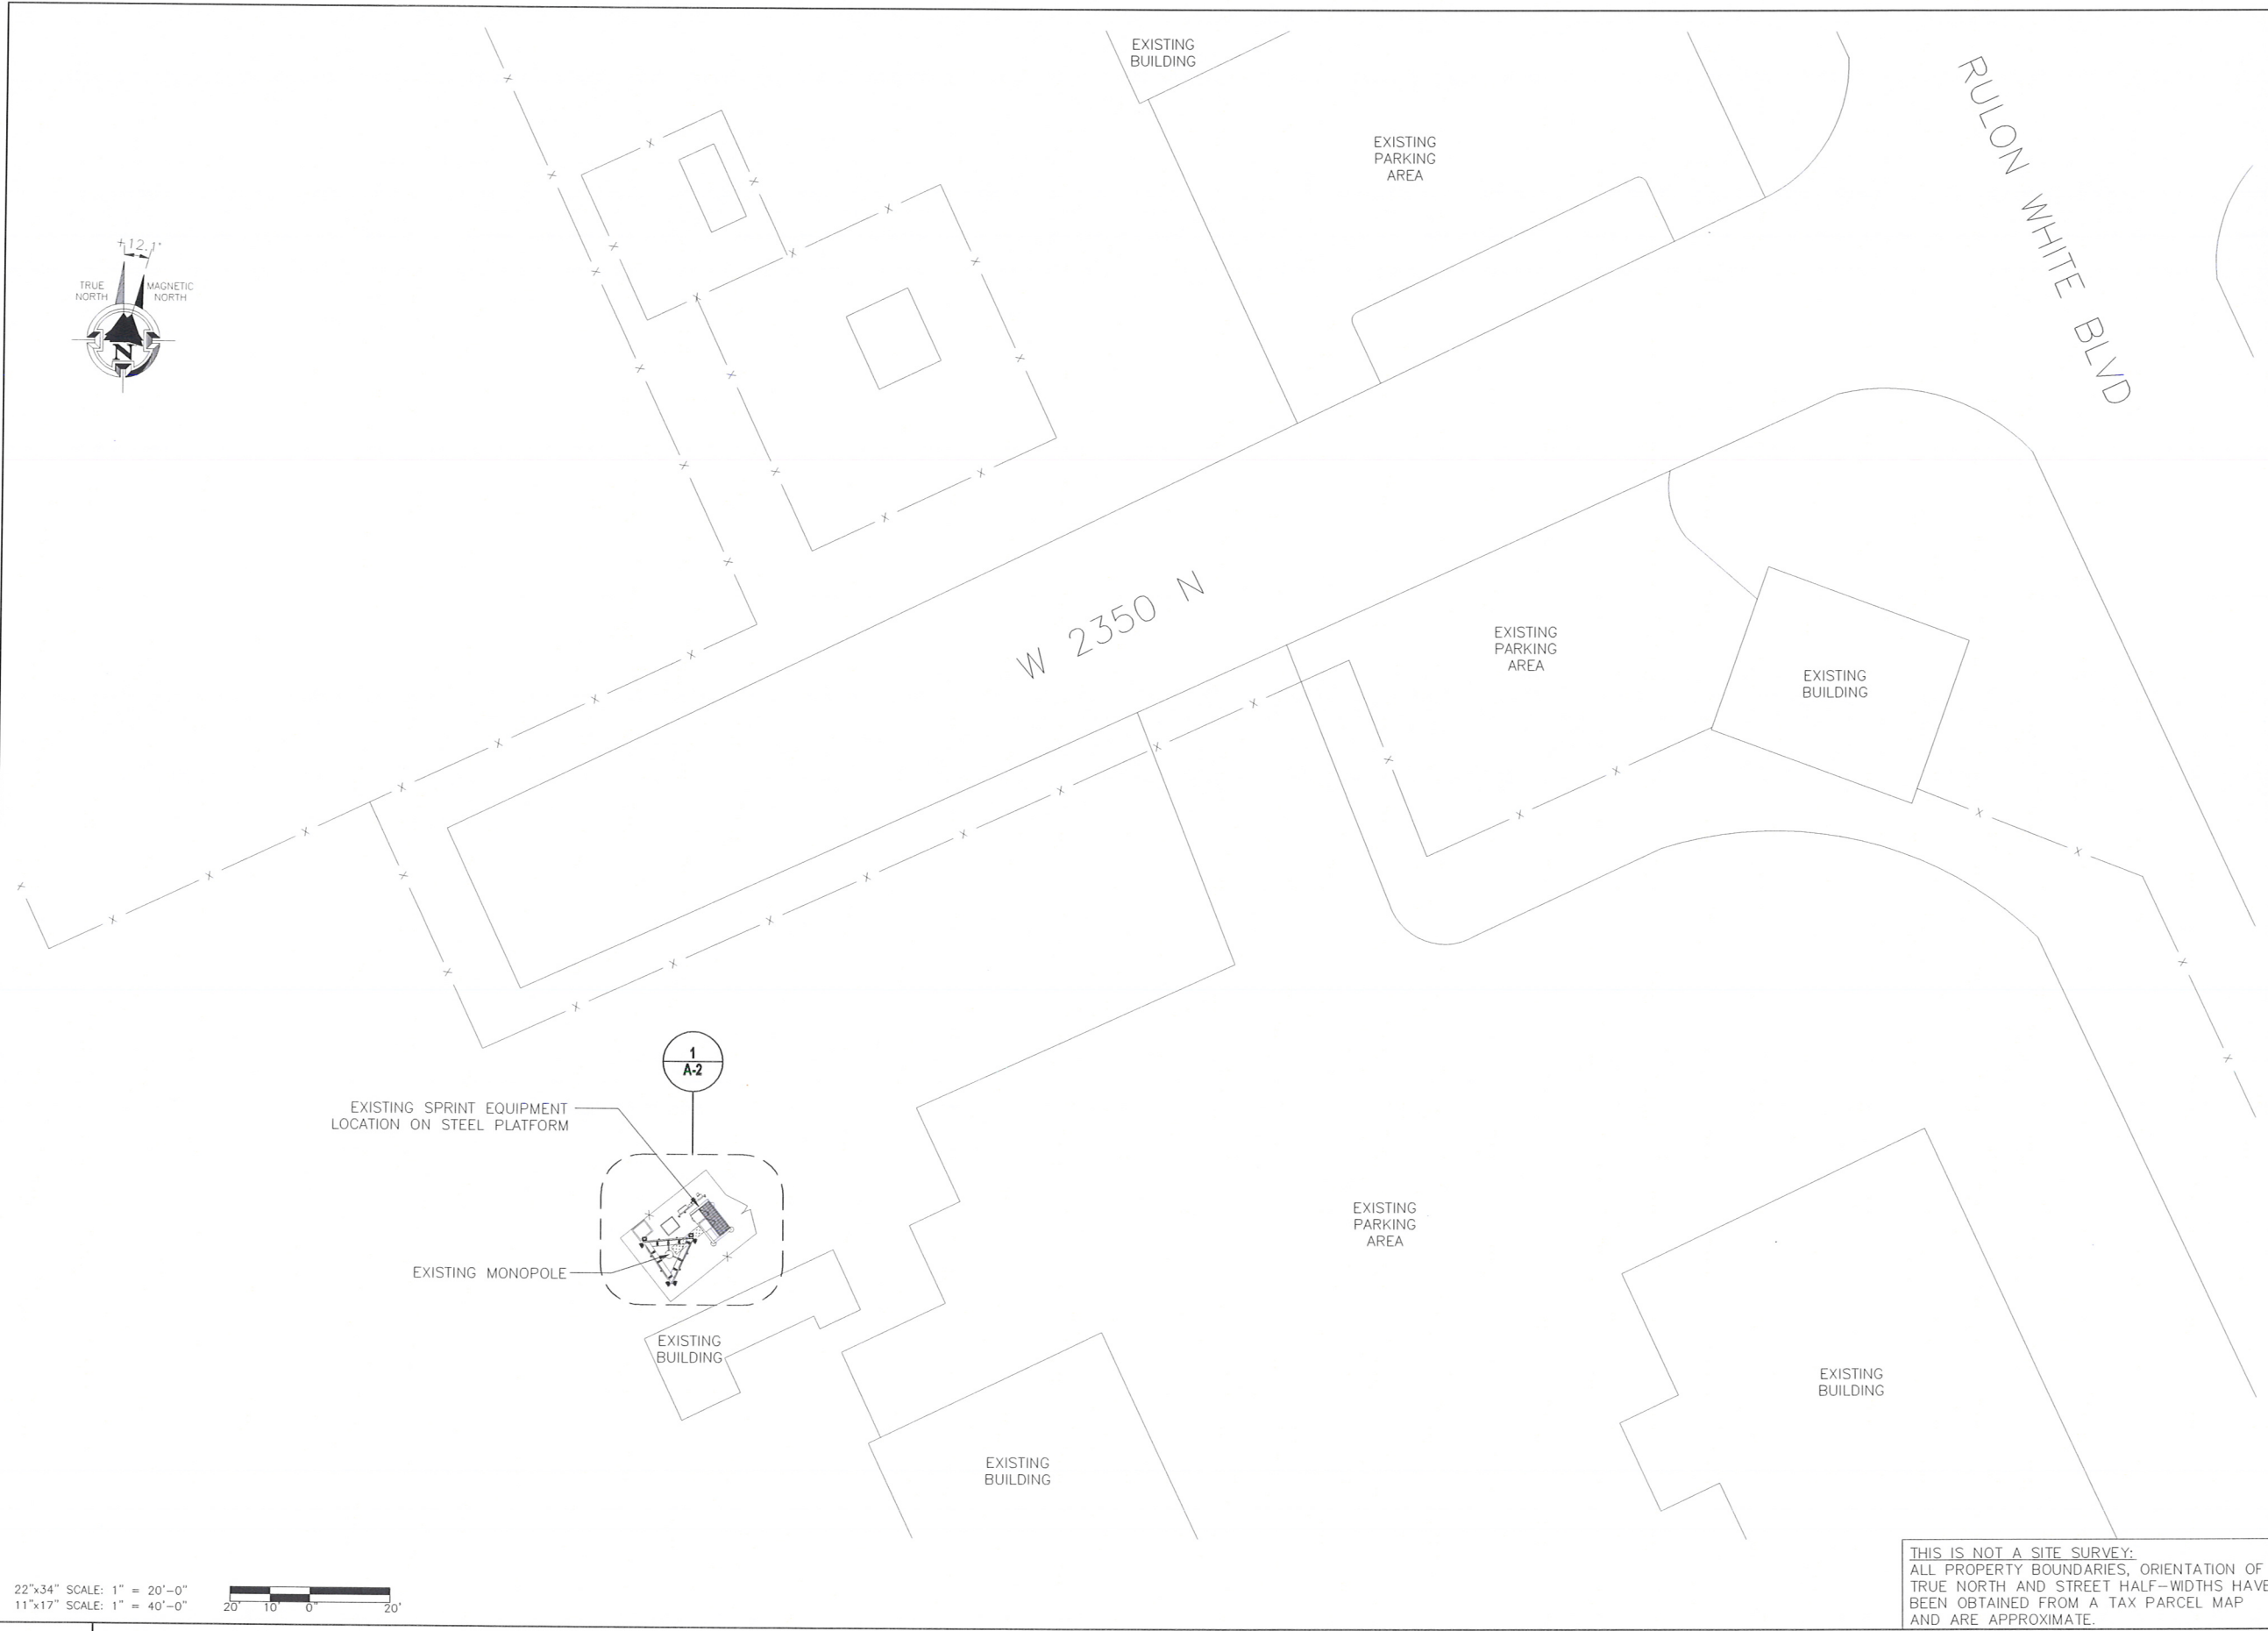 EXISTING
BUILDING
EXISTING
PARKING
AREA
RULON WHITE BLVD
+12.1°
TRUE
NORTH
MAGNETIC
NORTH
N
W 2350 N
EXISTING
PARKING
AREA
EXISTING
BUILDING
1
A-2
EXISTING SPRINT EQUIPMENT
LOCATION ON STEEL PLATFORM
EXISTING MONOPOLE
EXISTING
PARKING
AREA
EXISTING
BUILDING
EXISTING
BUILDING
EXISTING
BUILDING
22"x34" SCALE: 1" = 20'-0"
11"x17" SCALE: 1" = 40'-0"
20' 10' 0" 20'
THIS IS NOT A SITE SURVEY:
ALL PROPERTY BOUNDARIES, ORIENTATION OF
TRUE NORTH AND STREET HALF-WIDTHS HAVE
BEEN OBTAINED FROM A TAX PARCEL MAP
AND ARE APPROXIMATE.